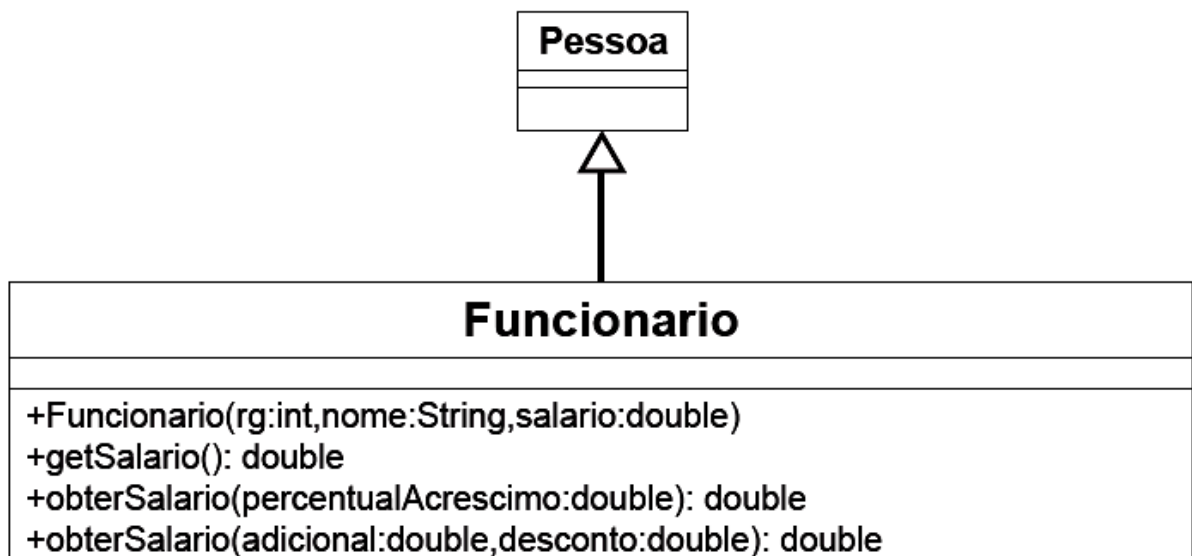 Pessoa
Funcionario
+Funcionario(rg:int,nome:String,salario:double)
+getSalario(): double
+obterSalario(percentualAcrescimo:double): double
+obterSalario(adicional:double,desconto:double): double